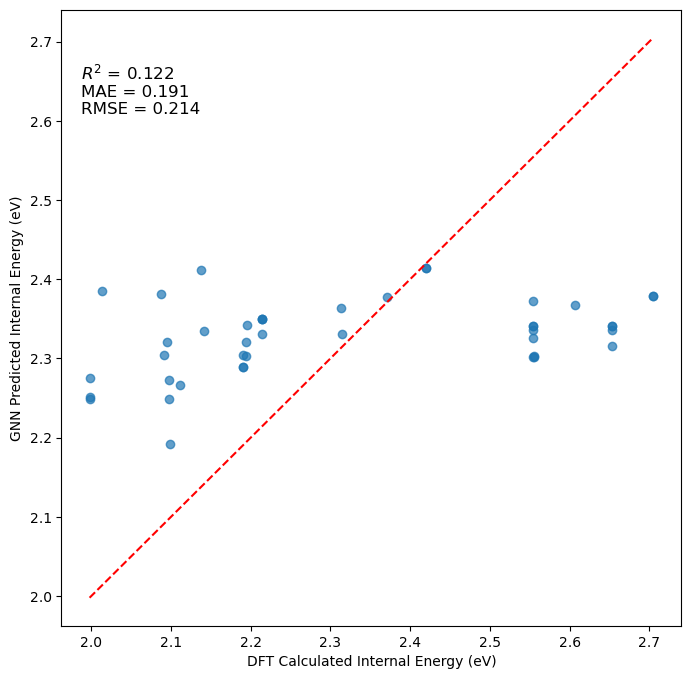 R² = 0.122
MAE = 0.191
RMSE = 0.214
GNN Predicted Internal Energy (eV)
2.7
2.6
2.5
2.4
2.3
2.2
2.1
2.0
2.0 2.1 2.2 2.3 2.4 2.5 2.6 2.7
DFT Calculated Internal Energy (eV)